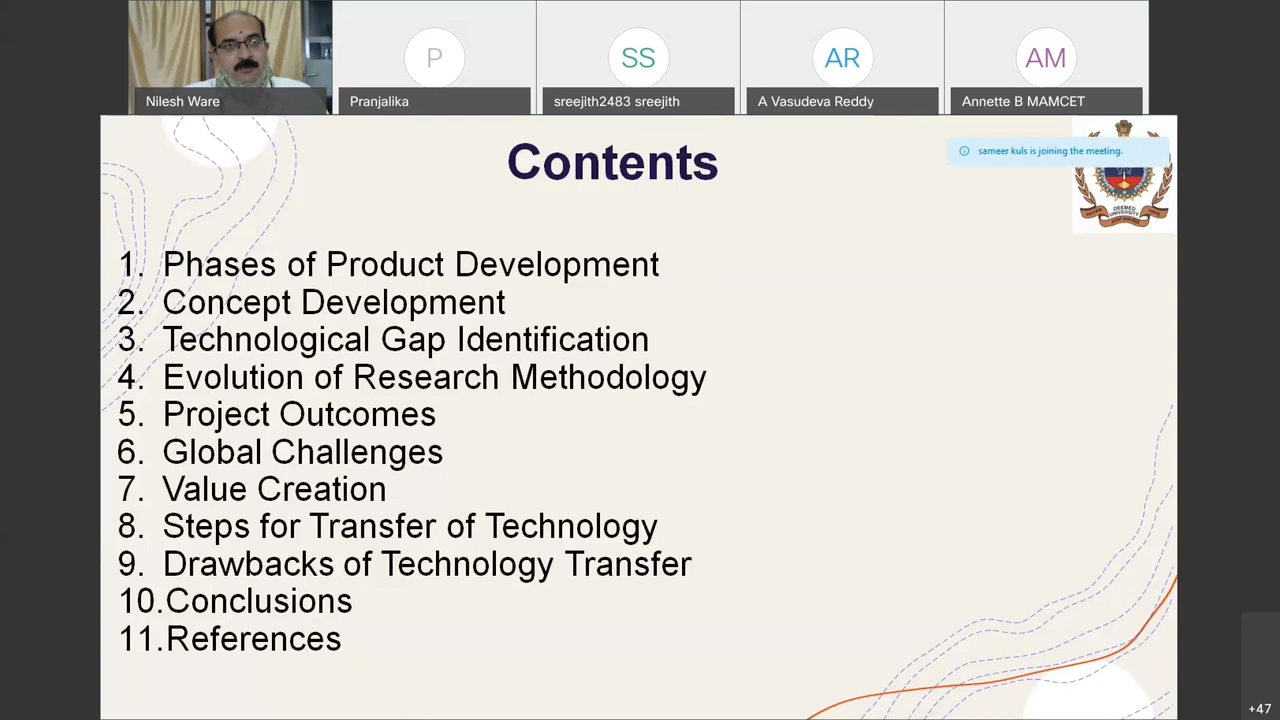 P
SS
AR
AM
Nilesh Ware
Pranjalika
sreejith2483 sreejith
A Vasudeva Reddy
Annette B MAMCET
Contents
sameer kuls is joining the meeting.
DEEMED
UNIVERSITY
1. Phases of Product Development
2. Concept Development
3. Technological Gap Identification
4. Evolution of Research Methodology
5. Project Outcomes
6. Global Challenges
7. Value Creation
8. Steps for Transfer of Technology
9. Drawbacks of Technology Transfer
10.Conclusions
11.References
+47